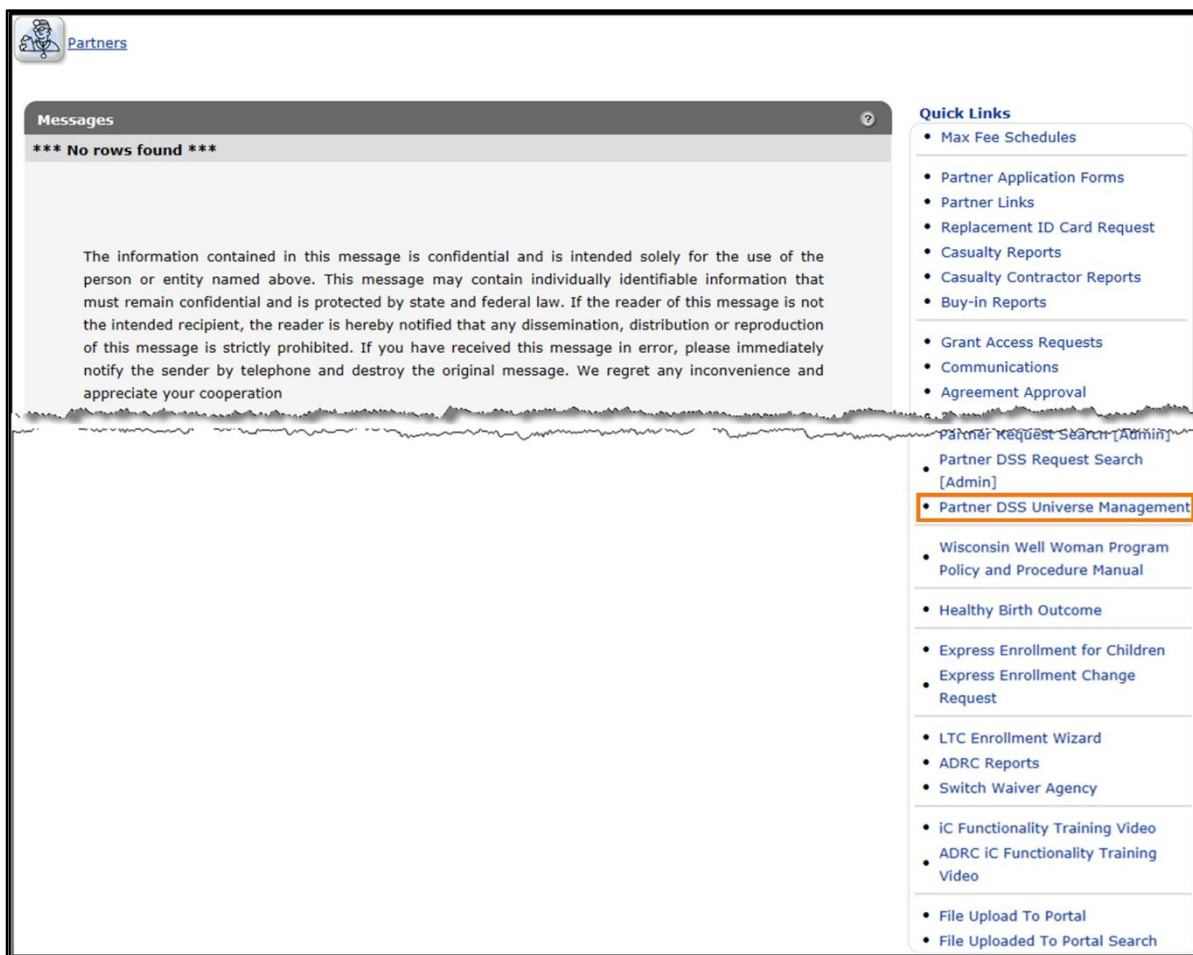 Partners
Messages
*** No rows found ***
The information contained in this message is confidential and is intended solely for the use of the
person or entity named above. This message may contain individually identifiable information that
must remain confidential and is protected by state and federal law. If the reader of this message is not
the intended recipient, the reader is hereby notified that any dissemination, distribution or reproduction
of this message is strictly prohibited. If you have received this message in error, please immediately
notify the sender by telephone and destroy the original message. We regret any inconvenience and
appreciate your cooperation
Quick Links
Max Fee Schedules
Partner Application Forms
Partner Links
Replacement ID Card Request
Casualty Reports
Casualty Contractor Reports
Buy-in Reports
Grant Access Requests
Communications
Agreement Approval
Partner Request Search [Admin]
Partner DSS Request Search
[Admin]
Partner DSS Universe Management
Wisconsin Well Woman Program
Policy and Procedure Manual
Healthy Birth Outcome
Express Enrollment for Children
Express Enrollment Change
Request
LTC Enrollment Wizard
ADRC Reports
Switch Waiver Agency
iC Functionality Training Video
ADRC iC Functionality Training
Video
File Upload To Portal
File Uploaded To Portal Search